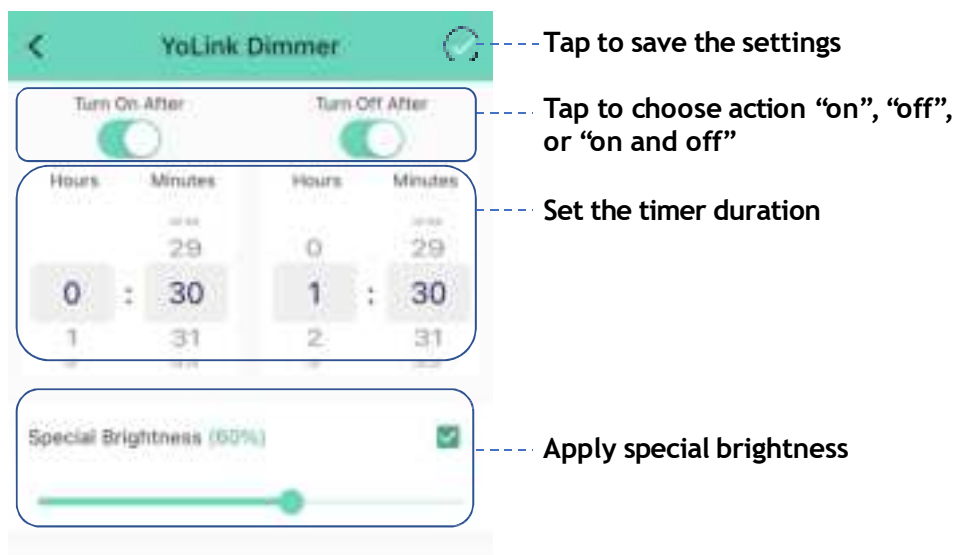 YoLink Dimmer
Tap to save the settings
Turn On After
Turn Off After
Tap to choose action “on”, “off”,
or “on and off”
Hours
Minutes
Hours
Minutes
Set the timer duration
29
0
29
0 : 30
1 : 30
1
31
2
31
Special Brightness (60%)
Apply special brightness